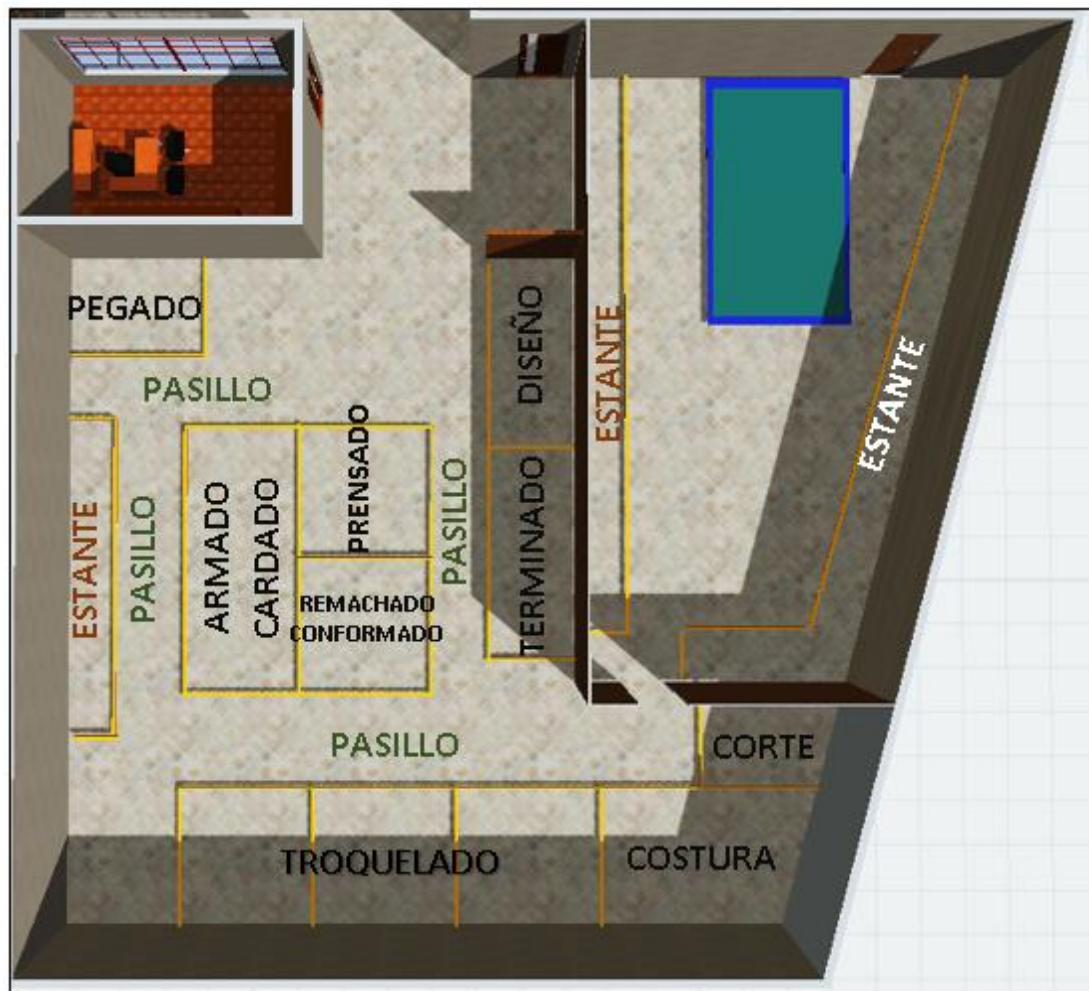 PEGADO
PASILLO
ESTANTE
PASILLO
ARMADO
CARDADO
PRENSADO
REMACHADO
CONFORMADO
PASILLO
DISEÑO
TERMINADO
ESTANTE
ESTANTE
PASILLO
CORTE
TROQUELADO
COSTURA